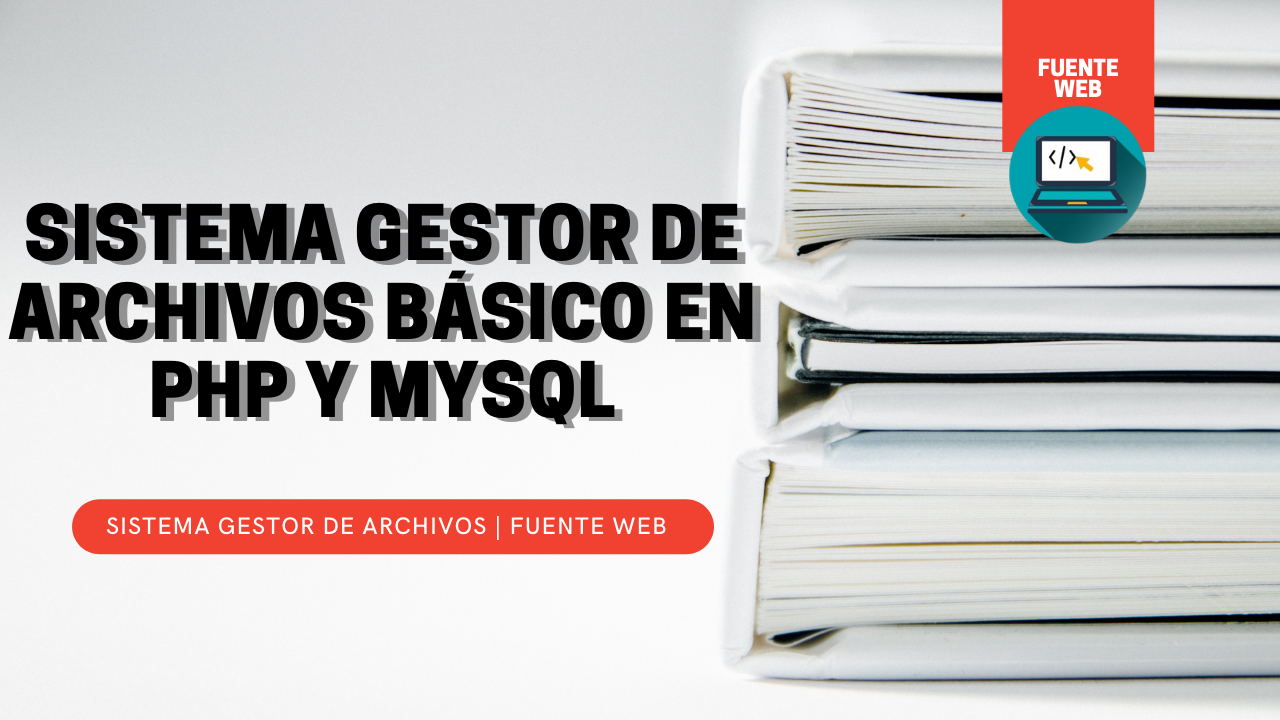 FUENTE
WEB
</>
SISTEMA GESTOR DE
ARCHIVOS BÁSICO EN
PHP Y MYSQL
SISTEMA GESTOR DE ARCHIVOS | FUENTE WEB